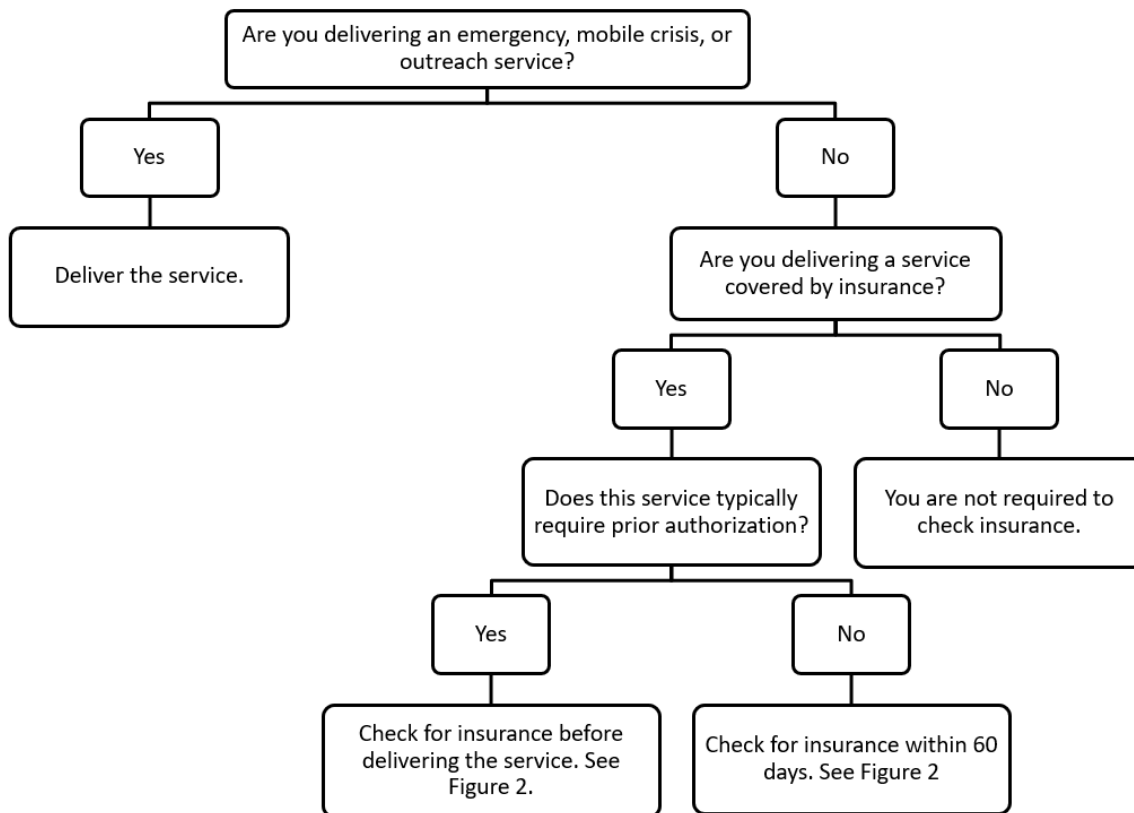 Are you delivering an emergency, mobile crisis, or
outreach service?
Yes
No
Deliver the service.
Are you delivering a service
covered by insurance?
Yes
No
Does this service typically
require prior authorization?
You are not required to
check insurance.
Yes
No
Check for insurance before
delivering the service. See
Figure 2.
Check for insurance within 60
days. See Figure 2